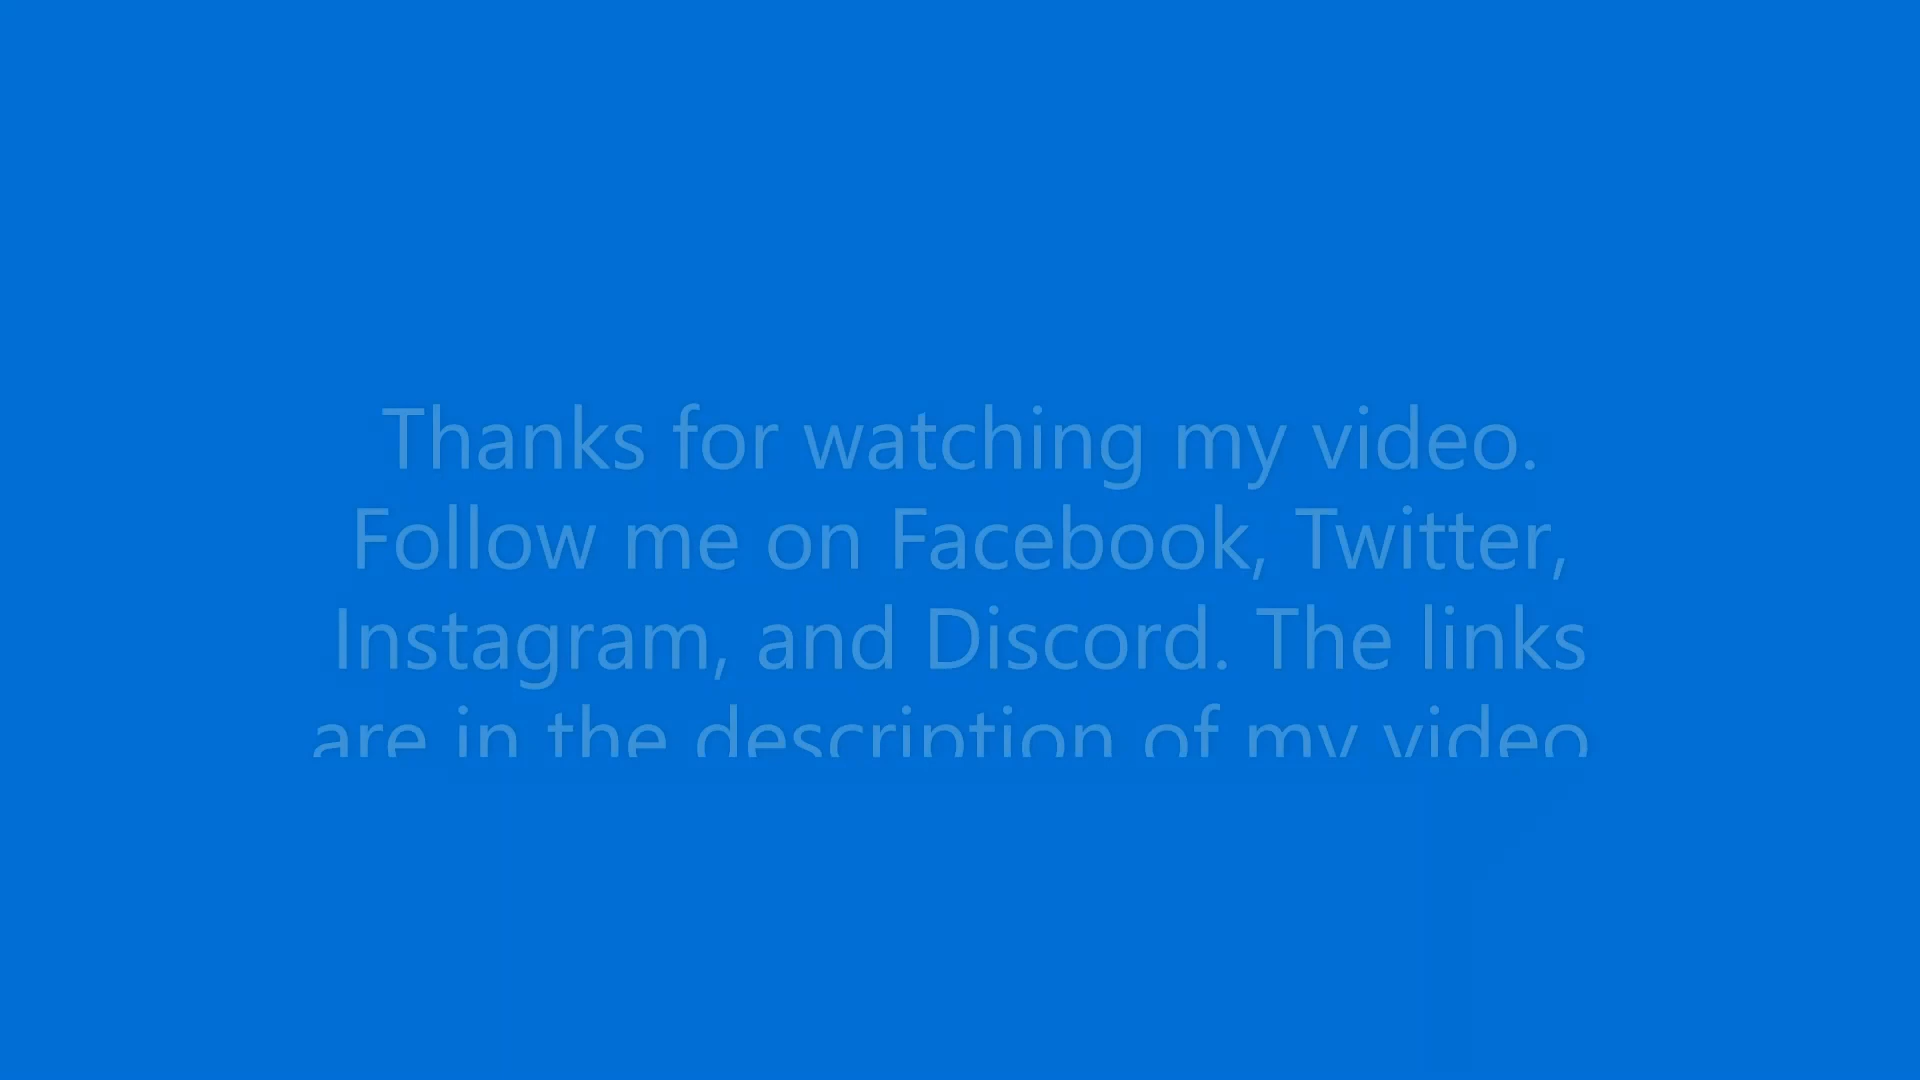 Thanks for watching my video.
Follow me on Facebook, Twitter,
Instagram, and Discord. The links
are in the description of my video